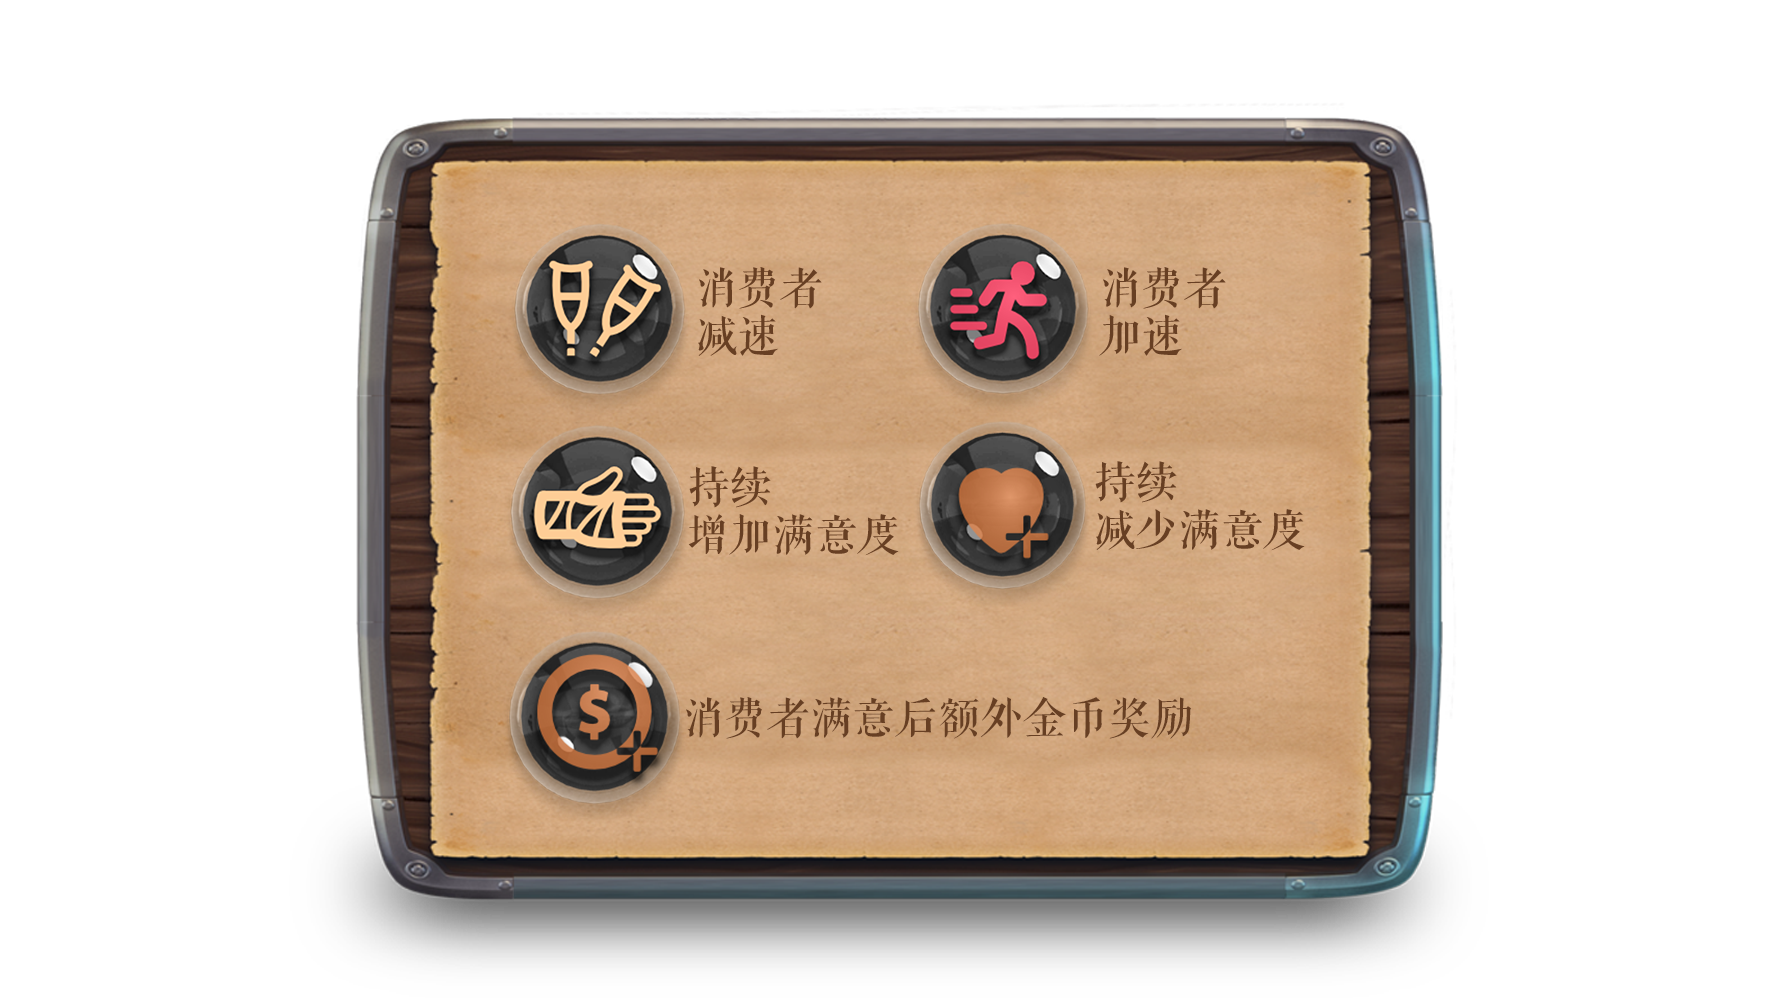 消费者
减速
消费者
加速
持续
增加满意度
持续
减少满意度
$
消费者满意后额外金币奖励